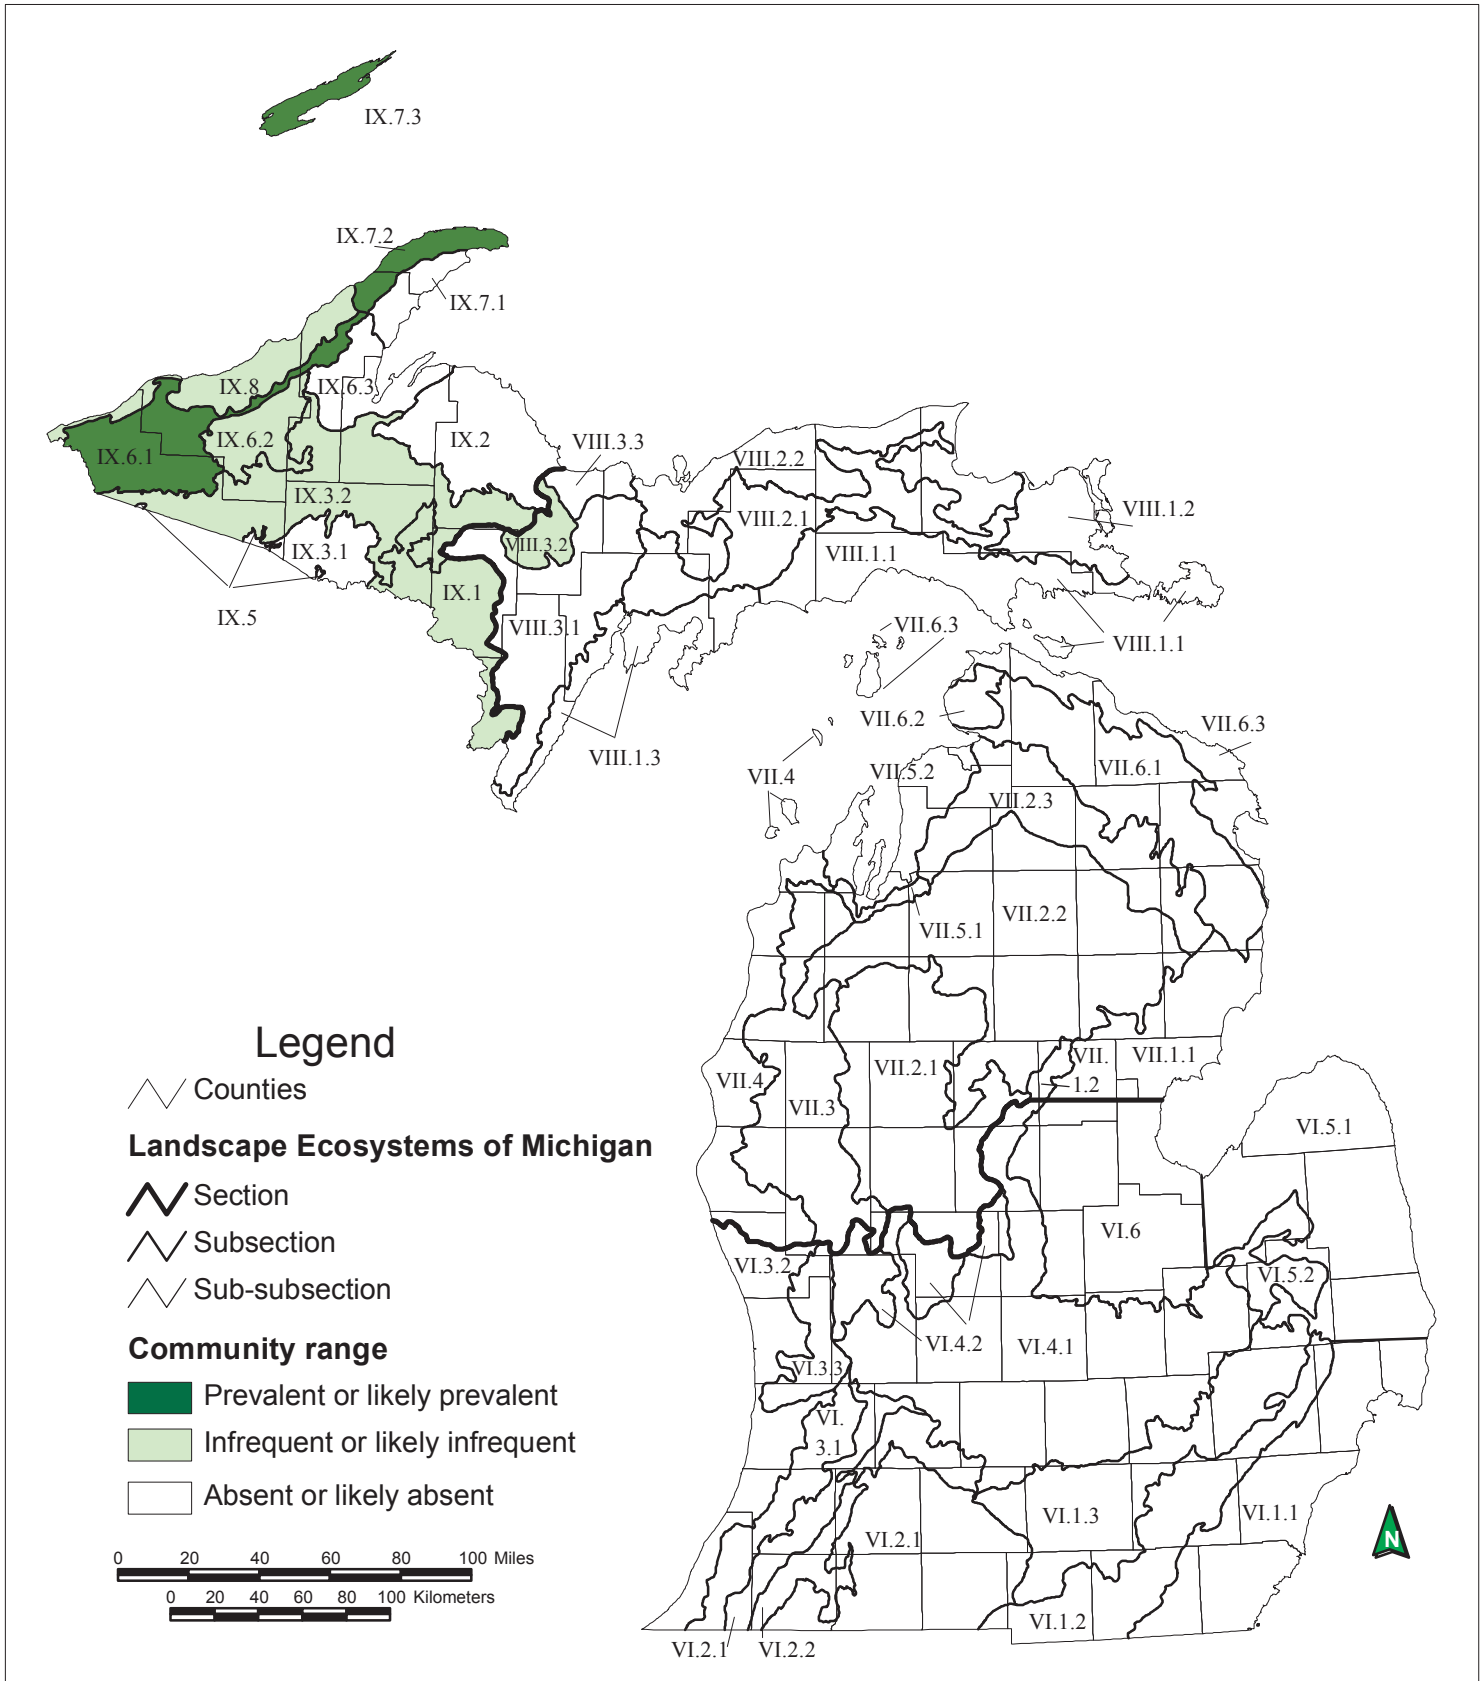 IX.7.3
IX.7.2
IX.7.1
IX.8
IX.6.3
IX.6.2
IX.2
IX.6.1
VIII.3.3
VIII.2.2
IX.3.2
VIII.2.1
VIII.1.2
IX.3.1
VIII.3.2
VIII.1.1
IX.1
IX.5
VIII.3.1
VII.6.3
VIII.1.1
VII.6.2
VII.6.3
VIII.1.3
VII.4
VII.5.2
VII.6.1
VII.2.3
VII.5.1
VII.2.2
Legend
Counties
Landscape Ecosystems of Michigan
Section
Subsection
Sub-subsection
Community range
Prevalent or likely prevalent
Infrequent or likely infrequent
Absent or likely absent
0 20 40 60 80 100 Miles
0 20 40 60 80 100 Kilometers
VII.4
VII.3
VII.2.1
VII.
1.2
VII.1.1
VI.5.1
VI.6
VI.3.2
VI.5.2
VI.4.2
VI.4.1
VI.3.3
VI.
3.1
VI.2.1
VI.1.3
VI.1.1
N
VI.1.2
VI.2.1
VI.2.2